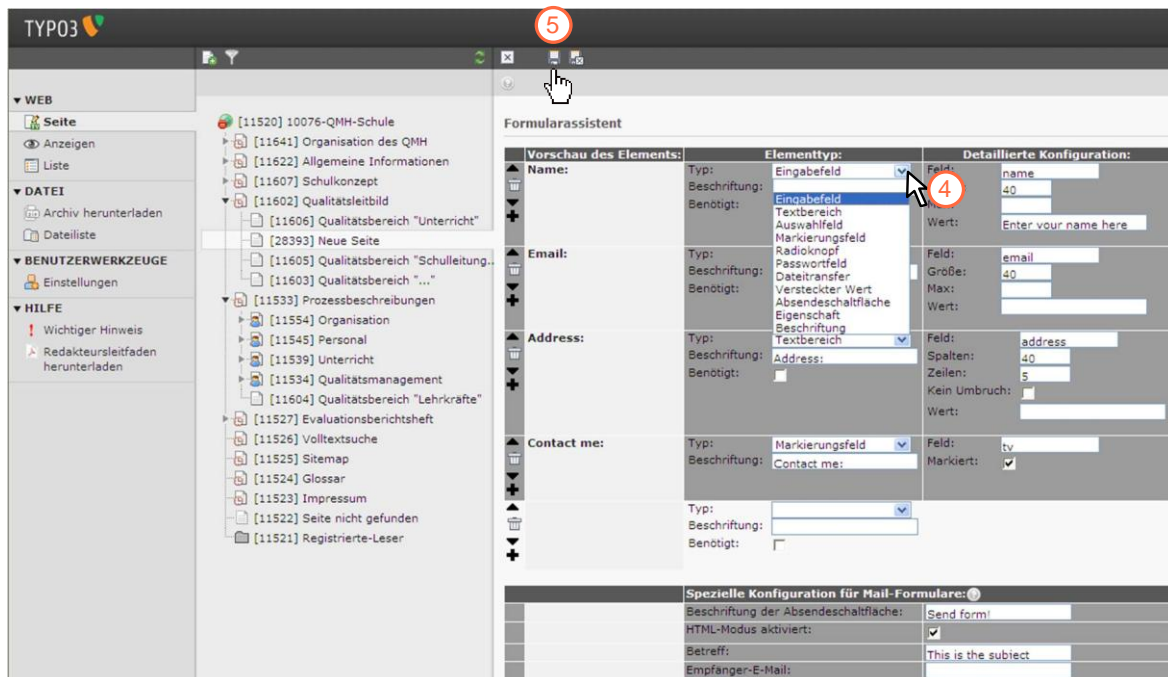 TYPO3
5
WEB
Seite
Anzeigen
Liste
DATEI
Archiv herunterladen
Dateiliste
BENUTZERWERKZEUGE
Einstellungen
HILFE
Wichtiger Hinweis
Redakteursleitfaden
herunterladen
[11520] 10076-QMH-Schule
[11641] Organisation des QMH
[11622] Allgemeine Informationen
[11607] Schulkonzept
[11602] Qualitätsleitbild
[11606] Qualitätsbereich "Unterricht"
[28393] Neue Seite
[11605] Qualitätsbereich "Schulleitung..
[11603] Qualitätsbereich "..."
[11533] Prozessbeschreibungen
[11554] Organisation
[11545] Personal
[11539] Unterricht
[11534] Qualitätsmanagement
[11604] Qualitätsbereich "Lehrkräfte"
[11527] Evaluationsberichtsheft
[11526] Volltextsuche
[11525] Sitemap
[11524] Glossar
[11523] Impressum
[11522] Seite nicht gefunden
[11521] Registrierte-Leser
Formularassistent
Vorschau des Elements: Elementtyp: Detaillierte Konfiguration:
Name: Typ: Eingabefeld Feld: name
4
Beschriftung: 40
Benötigt:
Wert: Enter your name here
Eingabefeld
Textbereich
Auswahlfeld
Markierungsfeld
Radioknopf
Passwortfeld
Dateitransfer
Versteckter Wert
Absendeschaltfläche
Eigenschaft
Beschriftung
Email: Typ: Feld: email
Beschriftung: Größe: 40
Benötigt: Max:
Wert:
Address: Typ: Textbereich Feld: address
Beschriftung: Address: Spalten: 40
Benötigt: Zeilen: 5
Kein Umbruch:
Wert:
Contact me: Typ: Markierungsfeld Feld: tv
Beschriftung: Contact me: Markiert:
Typ:
Beschriftung:
Benötigt:
Spezielle Konfiguration für Mail-Formulare:
Beschriftung der Absendeschaltfläche: Send form!
HTML-Modus aktiviert:
Betreff: This is the subject
Empfänger-E-Mail: